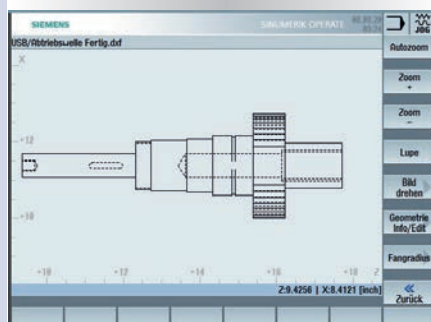 SIEMENS
SINUMERIK OPERATE
JOG
USB/Abtriebswelle Fertig.dxf
Autozoom
X
Zoom
+
Zoom
-
+12
Lupe
Bild
drehen
+10
Geometrie
Info/Edit
Fangradius
+10 +12 +14 +16 +18 Z
Z:9.4256 | X:8.4121 [inch]
Zurück